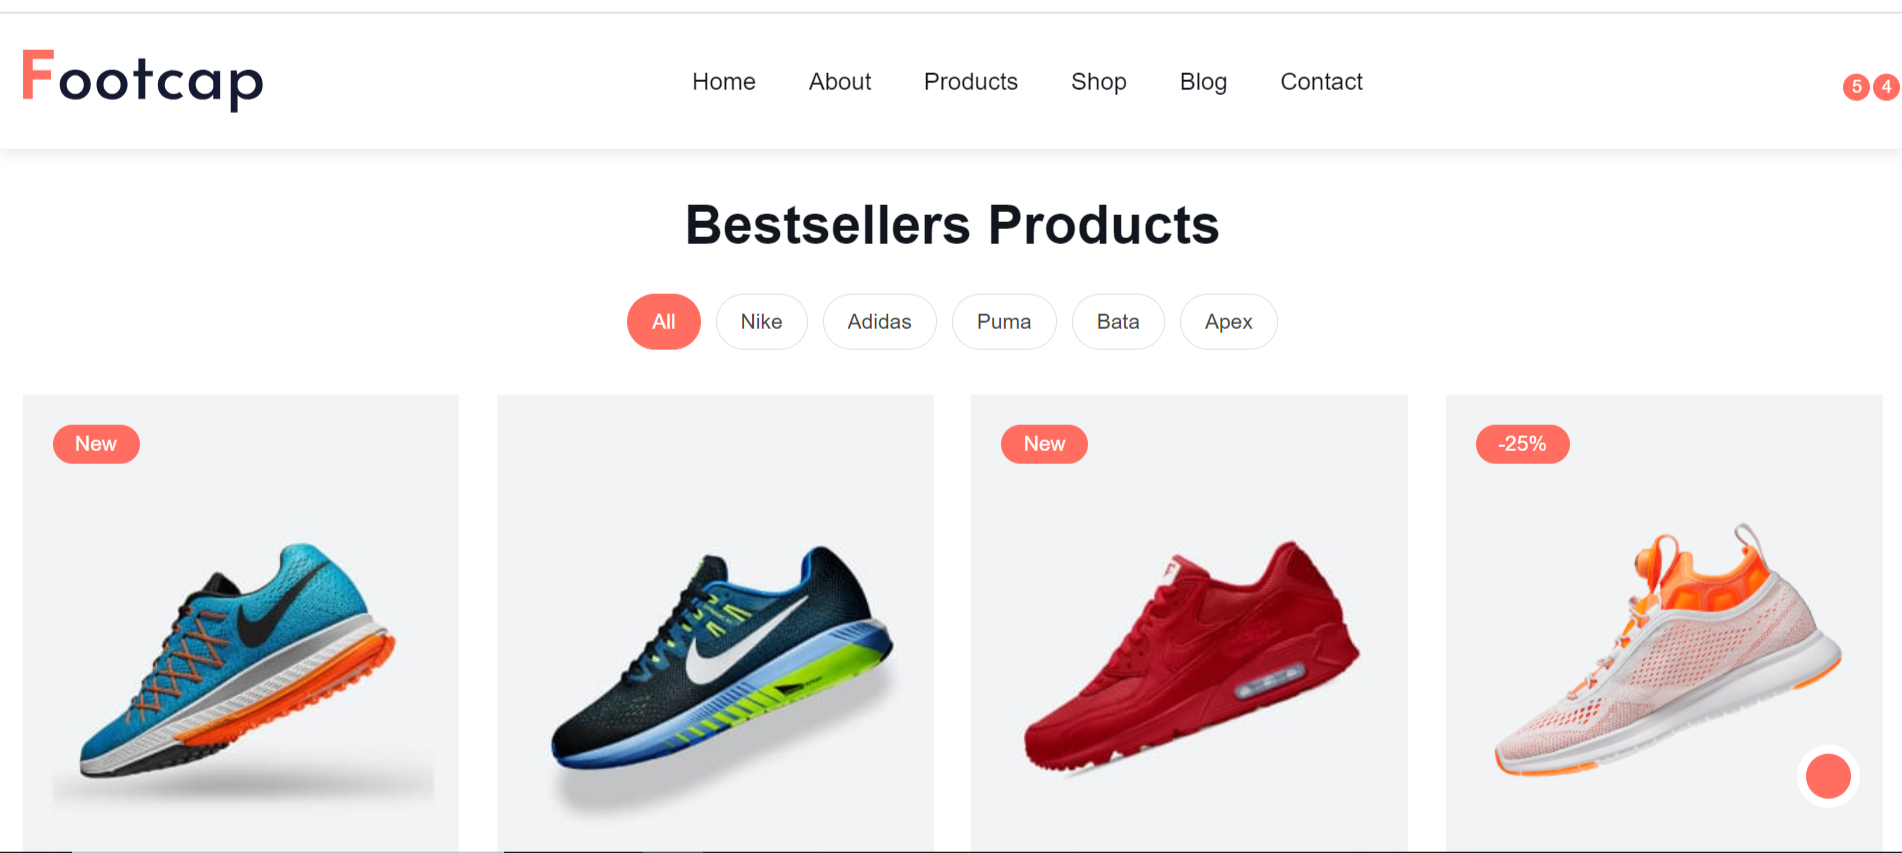 Footcap
Home About Products Shop Blog Contact
5 4
Bestsellers Products
All Nike Adidas Puma Bata Apex
New New -25%